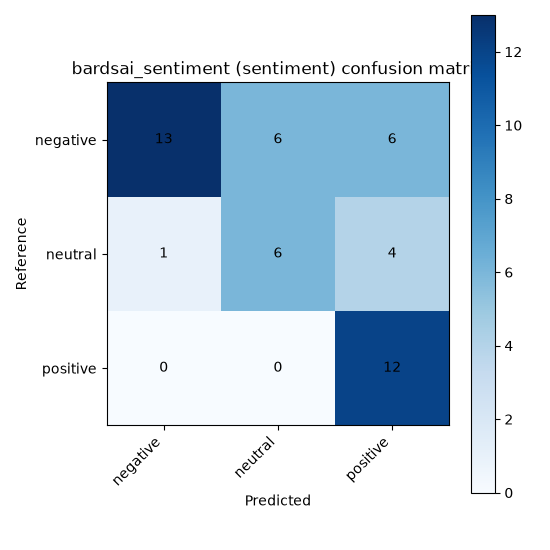 bardsai_sentiment (sentiment) confusion matr
negative 13 6 6
neutral 1 6 4
positive 0 0 12
negative neutral positive
Predicted
Reference
12
10
8
6
4
2
0